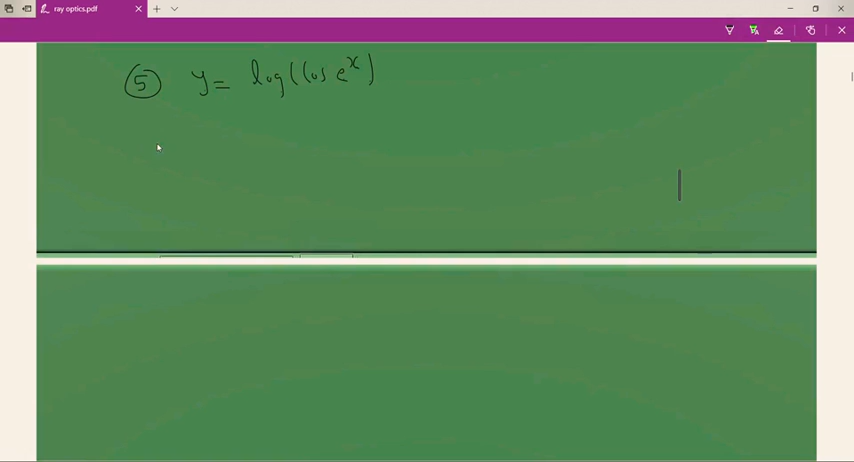 ray optics.pdf
⑤ y = log(cos e^x)